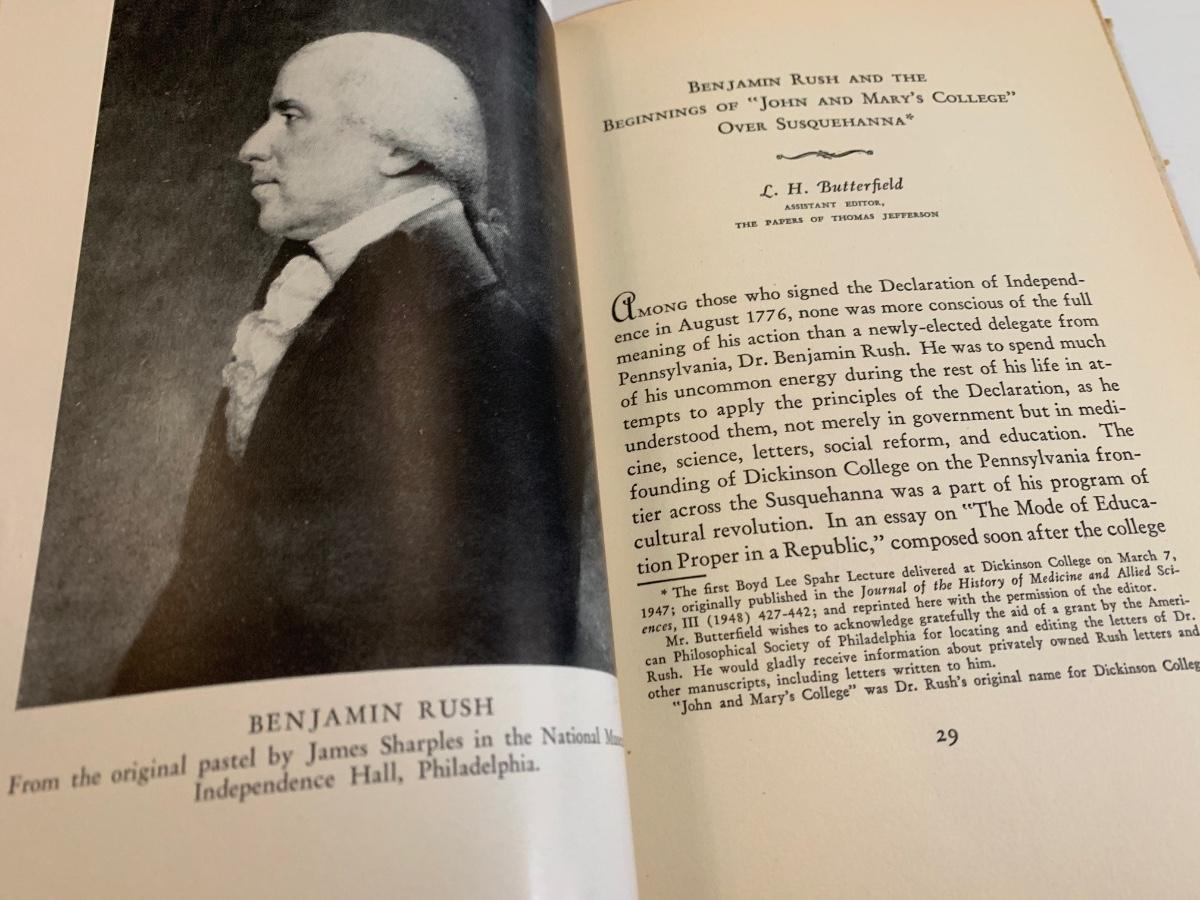 BENJAMIN RUSH
From the original pastel by James Sharples in the National
Independence Hall, Philadelphia.
BENJAMIN RUSH AND THE
BEGINNINGS OF "JOHN AND MARY'S COLLEGE"
OVER SUSQUEHANNA*
L. H. Butterfield
ASSISTANT EDITOR,
THE PAPERS OF THOMAS JEFFERSON
AMONG those who signed the Declaration of Independ-
ence in August 1776, none was more conscious of the full
meaning of his action than a newly-elected delegate from
Pennsylvania, Dr. Benjamin Rush. He was to spend much
of his uncommon energy during the rest of his life in at-
tempts to apply the principles of the Declaration, as he
understood them, not merely in government but in medi-
cine, science, letters, social reform, and education. The
founding of Dickinson College on the Pennsylvania fron-
tier across the Susquehanna was a part of his program of
cultural revolution. In an essay on "The Mode of Educa-
tion Proper in a Republic," composed soon after the college
* The first Boyd Lee Spahr Lecture delivered at Dickinson College on March 7,
1947; originally published in the Journal of the History of Medicine and Allied Sci-
ences, III (1948) 427-442; and reprinted here with the permission of the editor.
Mr. Butterfield wishes to acknowledge gratefully the aid of a grant by the Ameri-
can Philosophical Society of Philadelphia for locating and editing the letters of Dr.
Rush. He would gladly receive information about privately owned Rush letters and
other manuscripts, including letters written to him.
"John and Mary's College" was Dr. Rush's original name for Dickinson Colleg
29